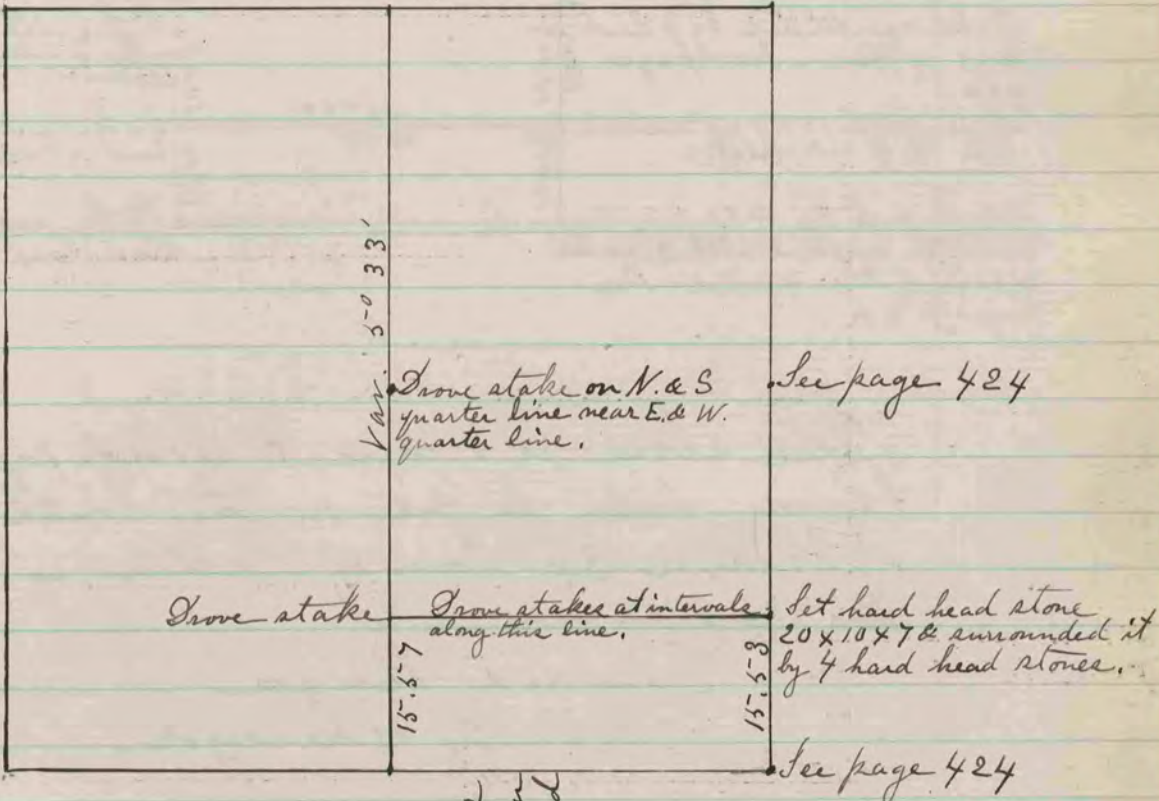 Var. 5° 33'
Drove stake on N. & S
quarter line near E. & W.
quarter line.
See page 424
Drove stake
Drove stakes at intervals
along this line.
Set hard head stone
20 x 10 x 7 & surrounded it
by 4 hard head stones.
15.57
15.53
See page 424